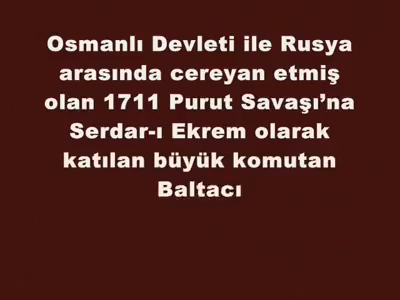 Osmanlı Devleti ile Rusya
arasında cereyan etmiş
olan 1711 Purut Savaşı’na
Serdar-ı Ekrem olarak
katılan büyük komutan
Baltacı